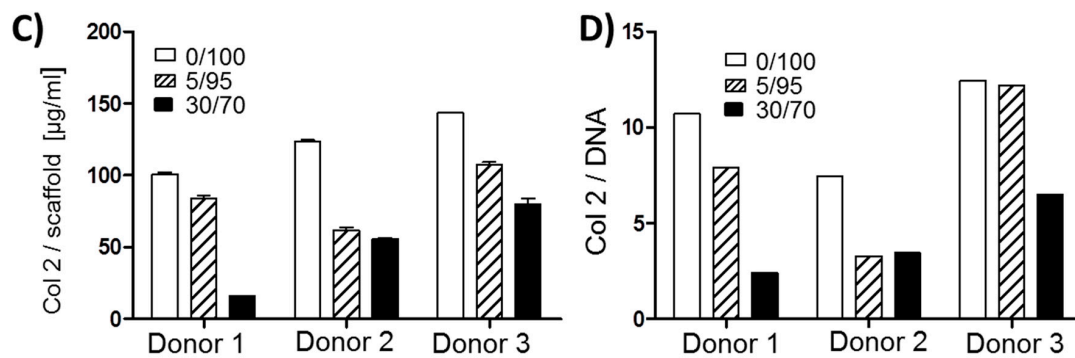 C)
Col 2 / scaffold [µg/ml]
200
150
100
50
0
0/100
5/95
30/70
Donor 1 Donor 2 Donor 3
D)
Col 2 / DNA
15
10
5
0
0/100
5/95
30/70
Donor 1 Donor 2 Donor 3